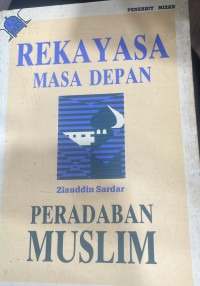 PENERBIT MIZAN
REKAYASA
MASA DEPAN
Ziauddin Sardar
PERADABAN
MUSLIM